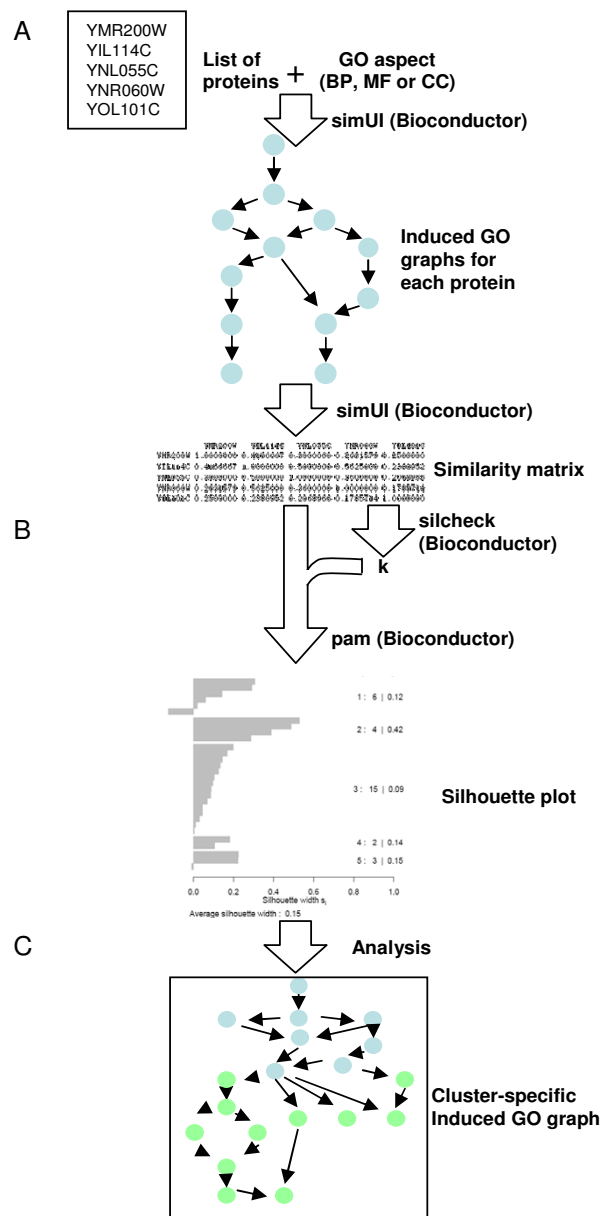 A
YMR200W
YIL114C
YNL055C
YNR060W
YOL101C
List of
proteins
+
GO aspect
(BP, MF or CC)
simUI (Bioconductor)
Induced GO
graphs for
each protein
simUI (Bioconductor)
Similarity matrix
B
silcheck
(Bioconductor)
k
pam (Bioconductor)
1 : 6 | 0.12
2 : 4 | 0.42
3 : 15 | 0.09
4 : 2 | 0.14
5 : 3 | 0.15
Silhouette plot
0.0 0.2 0.4 0.6 0.8 1.0
Silhouette width si
Average silhouette width : 0.15
C
Analysis
Cluster-specific
Induced GO graph